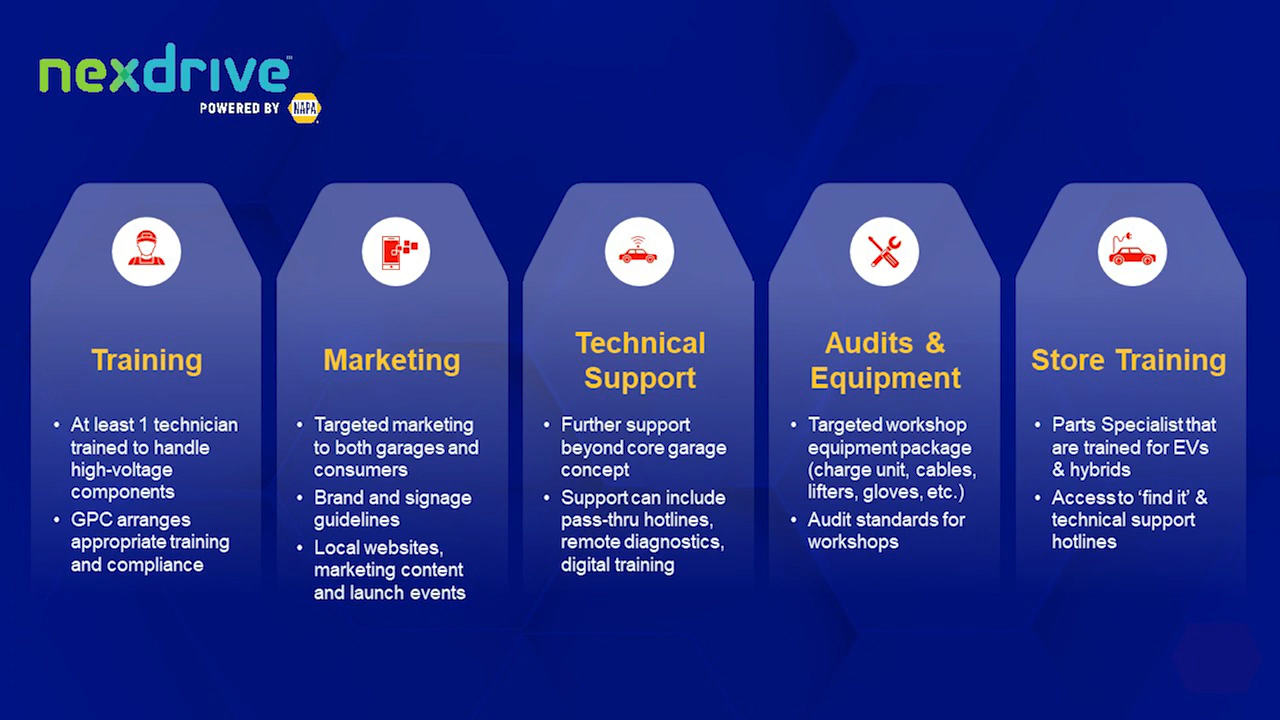 nexdrive™
POWERED BY NAPA
Training
• At least 1 technician
trained to handle
high-voltage
components
• GPC arranges
appropriate training
and compliance
Marketing
• Targeted marketing
to both garages and
consumers
• Brand and signage
guidelines
• Local websites,
marketing content
and launch events
Technical
Support
• Further support
beyond core garage
concept
• Support can include
pass-thru hotlines,
remote diagnostics,
digital training
Audits &
Equipment
• Targeted workshop
equipment package
(charge unit, cables,
lifters, gloves, etc.)
• Audit standards for
workshops
Store Training
• Parts Specialist that
are trained for EVs
& hybrids
• Access to ‘find it’ &
technical support
hotlines